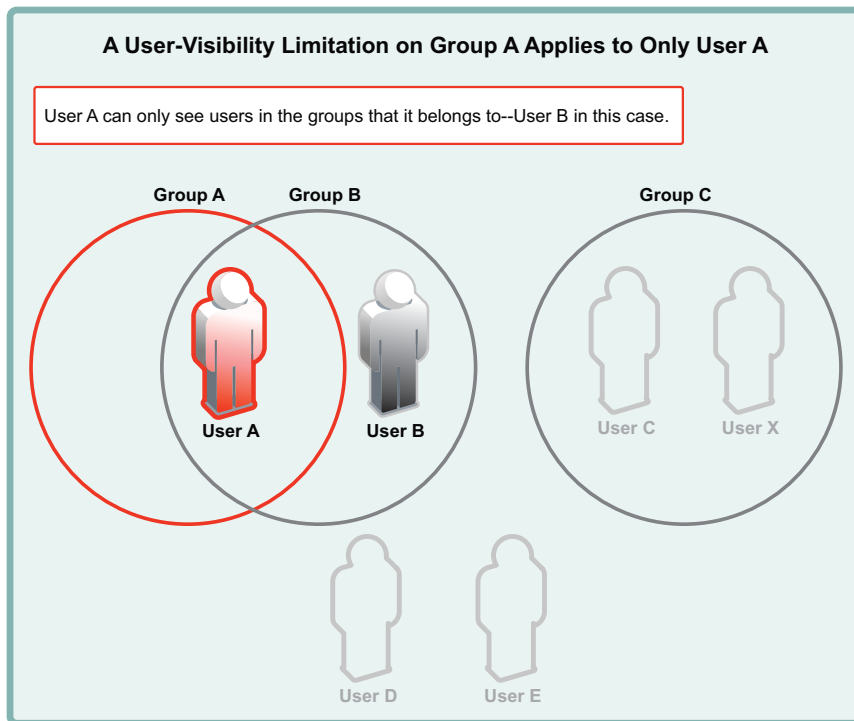 A User-Visibility Limitation on Group A Applies to Only User A
User A can only see users in the groups that it belongs to--User B in this case.
Group A
Group B
Group C
User A
User B
User C
User X
User D
User E